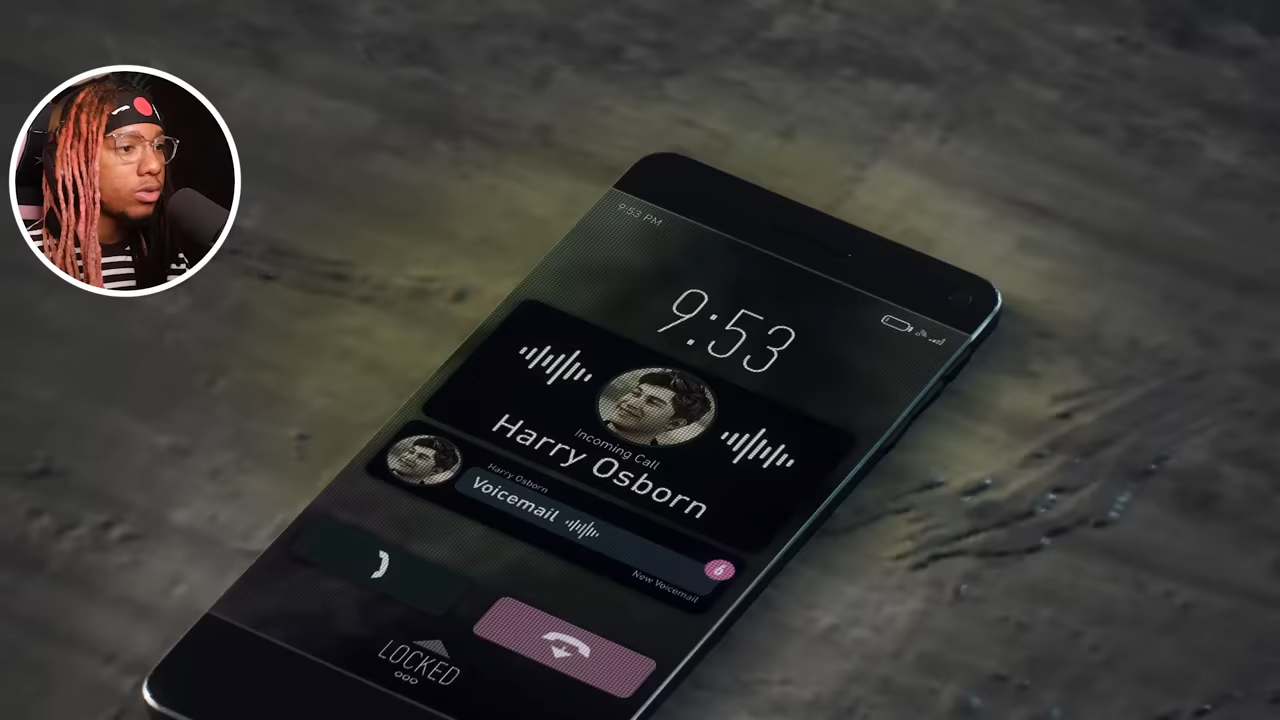 9:53 PM
9:53
Incoming Call
Harry Osborn
Harry Osborn
Voicemail
6
New Voicemail
LOCKED